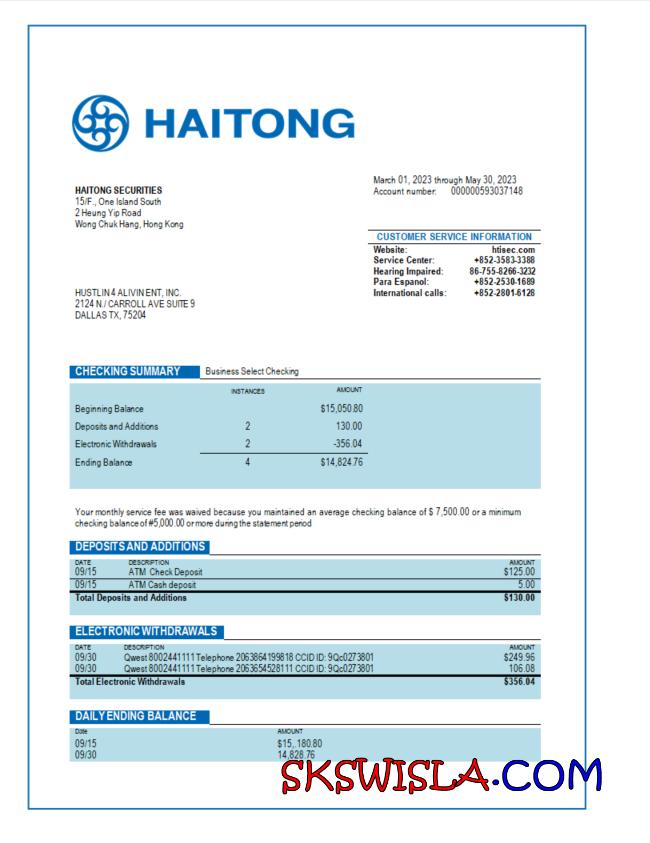 HAITONG
March 01, 2023 through May 30, 2023
Account number: 000000593037148
HAITONG SECURITIES
15/F., One Island South
2 Heung Yip Road
Wong Chuk Hang, Hong Kong
CUSTOMER SERVICE INFORMATION
Website: htisec.com
Service Center: +852-3583-3388
Hearing Impaired: 86-755-8266-3232
Para Espanol: +852-2530-1689
International calls: +852-2801-6128
HUSTLIN 4 ALIVIN ENT, INC.
2124 N./ CARROLL AVE SUITE 9
DALLAS TX, 75204
CHECKING SUMMARY Business Select Checking
INSTANCES AMOUNT
Beginning Balance $15,050.80
Deposits and Additions 2 130.00
Electronic Withdrawals 2 -356.04
Ending Balance 4 $14,824.76
Your monthly service fee was waived because you maintained an average checking balance of $ 7,500.00 or a minimum
checking balance of #5,000.00 or more during the statement period
DEPOSITS AND ADDITIONS
DATE DESCRIPTION AMOUNT
09/15 ATM Check Deposit $125.00
09/15 ATM Cash deposit 5.00
Total Deposits and Additions $130.00
ELECTRONIC WITHDRAWALS
DATE DESCRIPTION AMOUNT
09/30 Qwest 8002441111 Telephone 2063864199818 CCID ID: 9Qc0273801 $249.96
09/30 Qwest 8002441111 Telephone 2063654528111 CCID ID: 9Qc0273801 106.08
Total Electronic Withdrawals $356.04
DAILY ENDING BALANCE
Date AMOUNT
09/15 $15,.180.80
09/30 14,828.76
SKSWISLA.COM